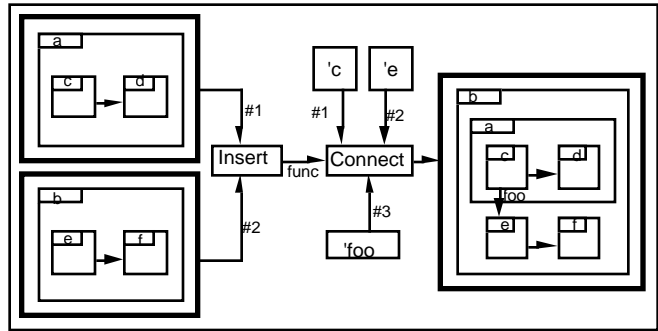 a
c d
#1
b
e f
#2
Insert
func
'c 'e
#1 #2
Connect
#3
'foo
b
a
c d
foo
e f